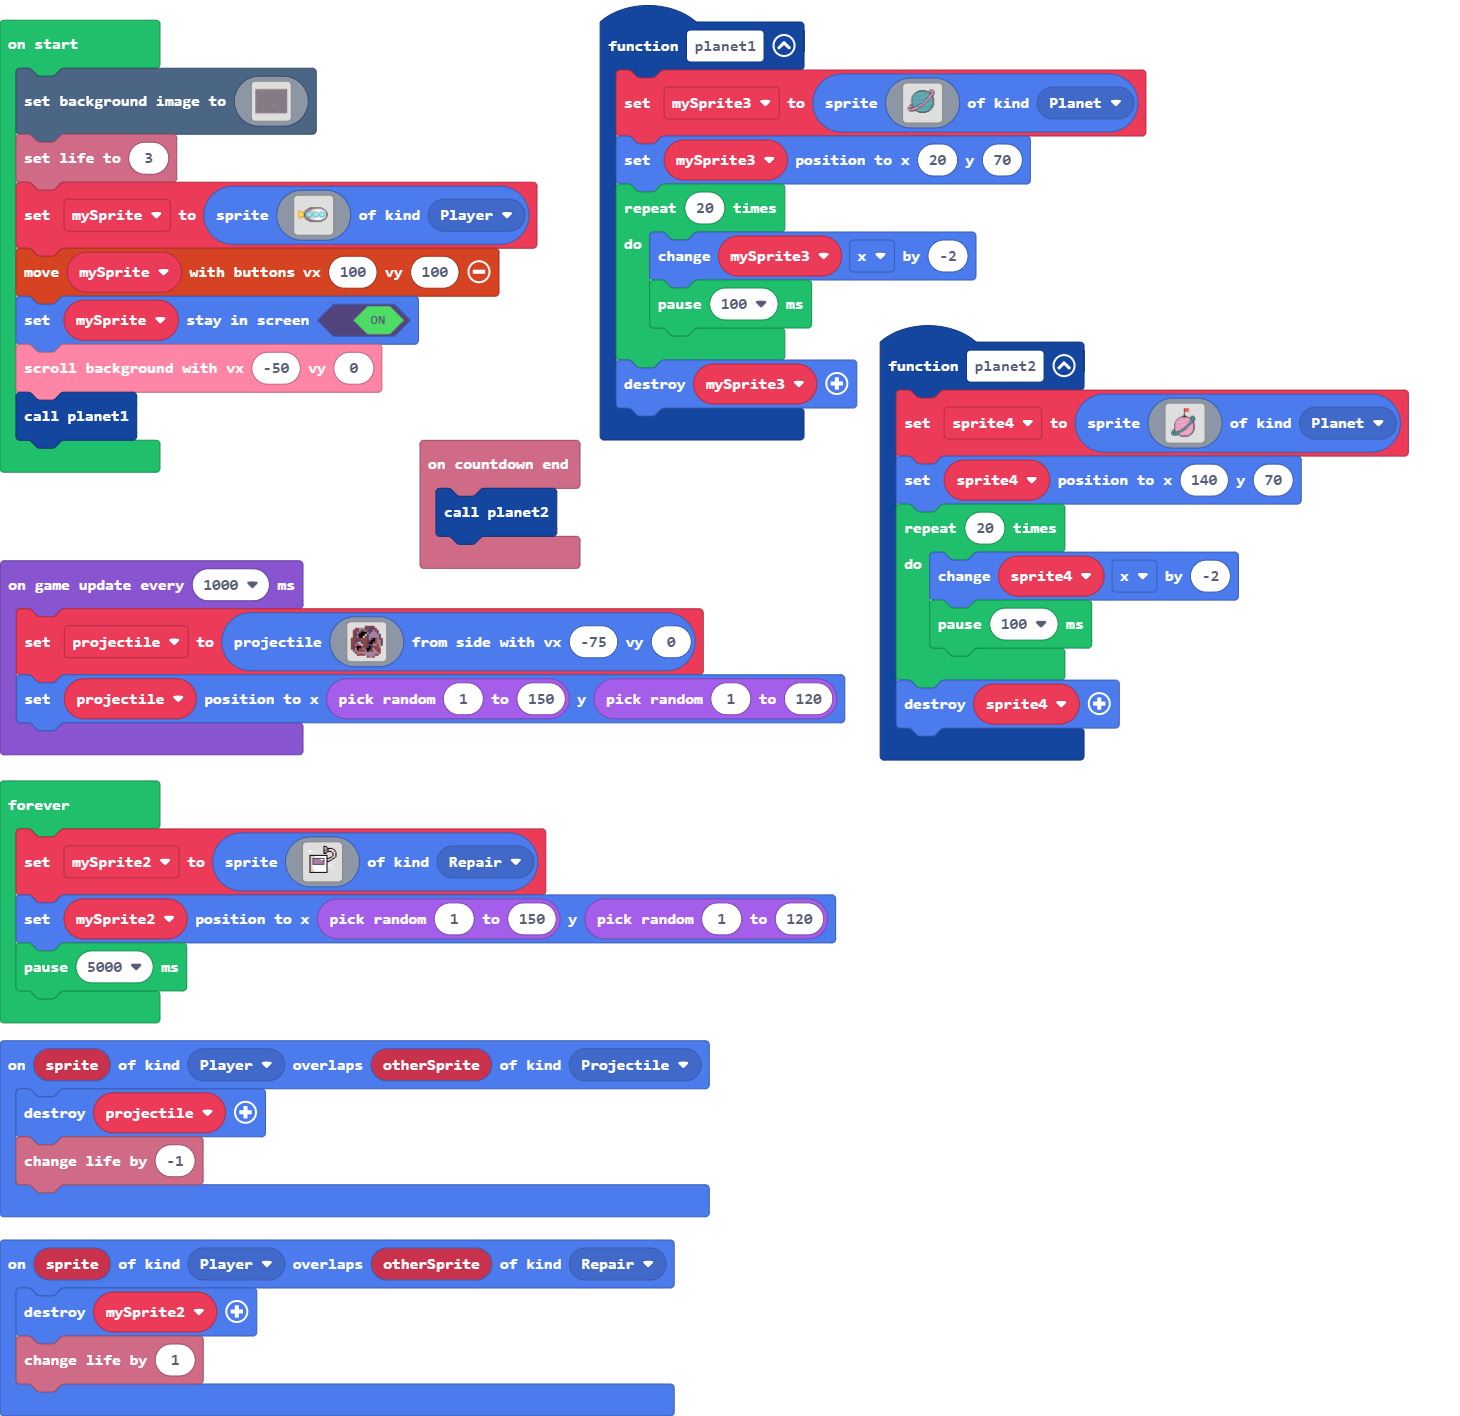 on start
set background image to
set life to 3
set mySprite to sprite of kind Player
move mySprite with buttons vx 100 vy 100
set mySprite stay in screen ON
scroll background with vx -50 vy 0
call planet1
function planet1
set mySprite3 to sprite of kind Planet
set mySprite3 position to x 20 y 70
repeat 20 times
do
change mySprite3 x by -2
pause 100 ms
destroy mySprite3
function planet2
set sprite4 to sprite of kind Planet
set sprite4 position to x 140 y 70
repeat 20 times
do
change sprite4 x by -2
pause 100 ms
destroy sprite4
on countdown end
call planet2
on game update every 1000 ms
set projectile to projectile from side with vx -75 vy 0
set projectile position to x pick random 1 to 150 y pick random 1 to 120
forever
set mySprite2 to sprite of kind Repair
set mySprite2 position to x pick random 1 to 150 y pick random 1 to 120
pause 5000 ms
on sprite of kind Player overlaps otherSprite of kind Projectile
destroy projectile
change life by -1
on sprite of kind Player overlaps otherSprite of kind Repair
destroy mySprite2
change life by 1